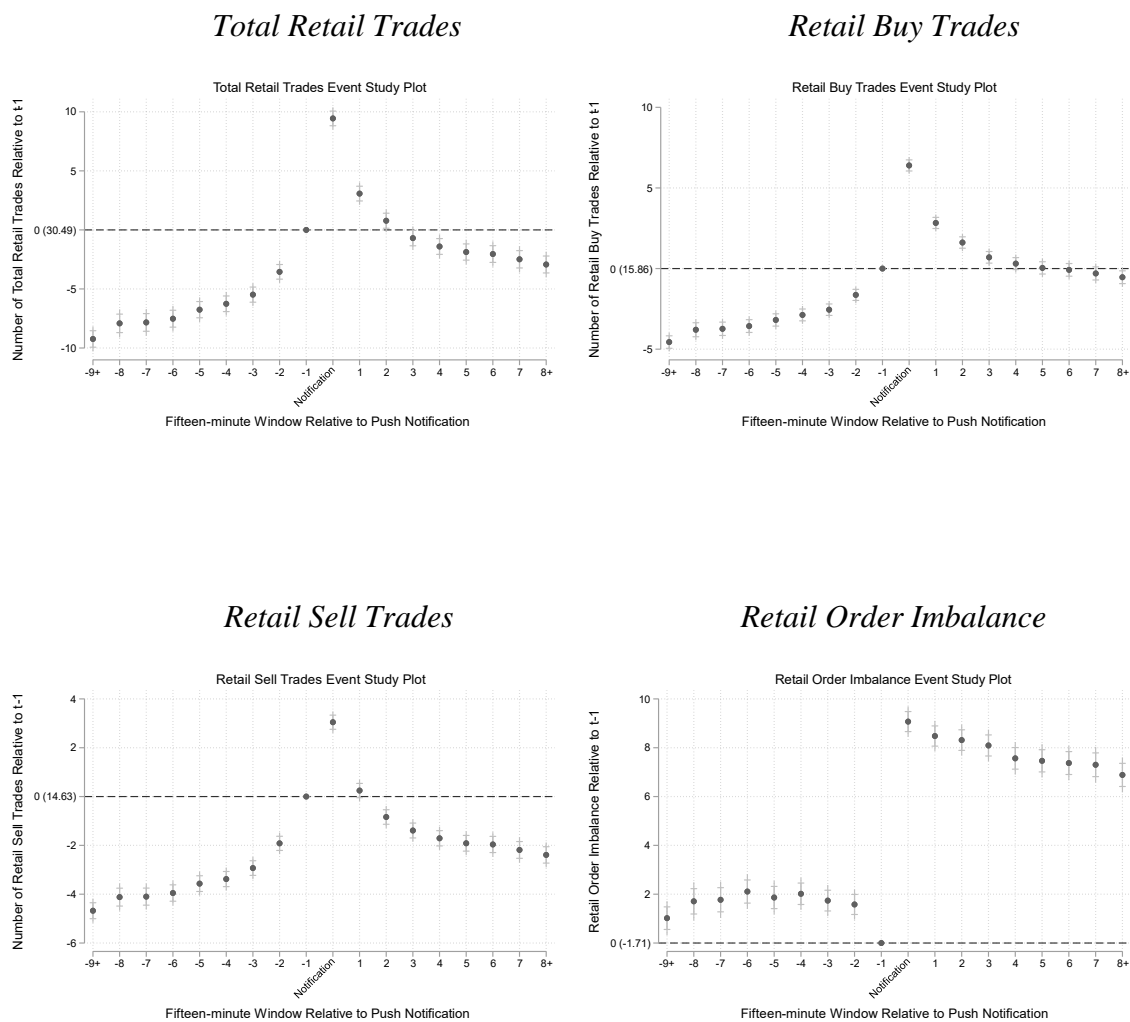 Total Retail Trades
Total Retail Trades Event Study Plot
Number of Total Retail Trades Relative to t-1
10
5
0 (30.49)
-5
-10
-9+ -8 -7 -6 -5 -4 -3 -2 -1 Notification 1 2 3 4 5 6 7 8+
Fifteen-minute Window Relative to Push Notification
Retail Buy Trades
Retail Buy Trades Event Study Plot
Number of Retail Buy Trades Relative to t-1
10
5
0 (15.86)
-5
-9+ -8 -7 -6 -5 -4 -3 -2 -1 Notification 1 2 3 4 5 6 7 8+
Fifteen-minute Window Relative to Push Notification
Retail Sell Trades
Retail Sell Trades Event Study Plot
Number of Retail Sell Trades Relative to t-1
4
2
0 (14.63)
-2
-4
-6
-9+ -8 -7 -6 -5 -4 -3 -2 -1 Notification 1 2 3 4 5 6 7 8+
Fifteen-minute Window Relative to Push Notification
Retail Order Imbalance
Retail Order Imbalance Event Study Plot
Retail Order Imbalance Relative to t-1
10
8
6
4
2
0 (-1.71)
-9+ -8 -7 -6 -5 -4 -3 -2 -1 Notification 1 2 3 4 5 6 7 8+
Fifteen-minute Window Relative to Push Notification